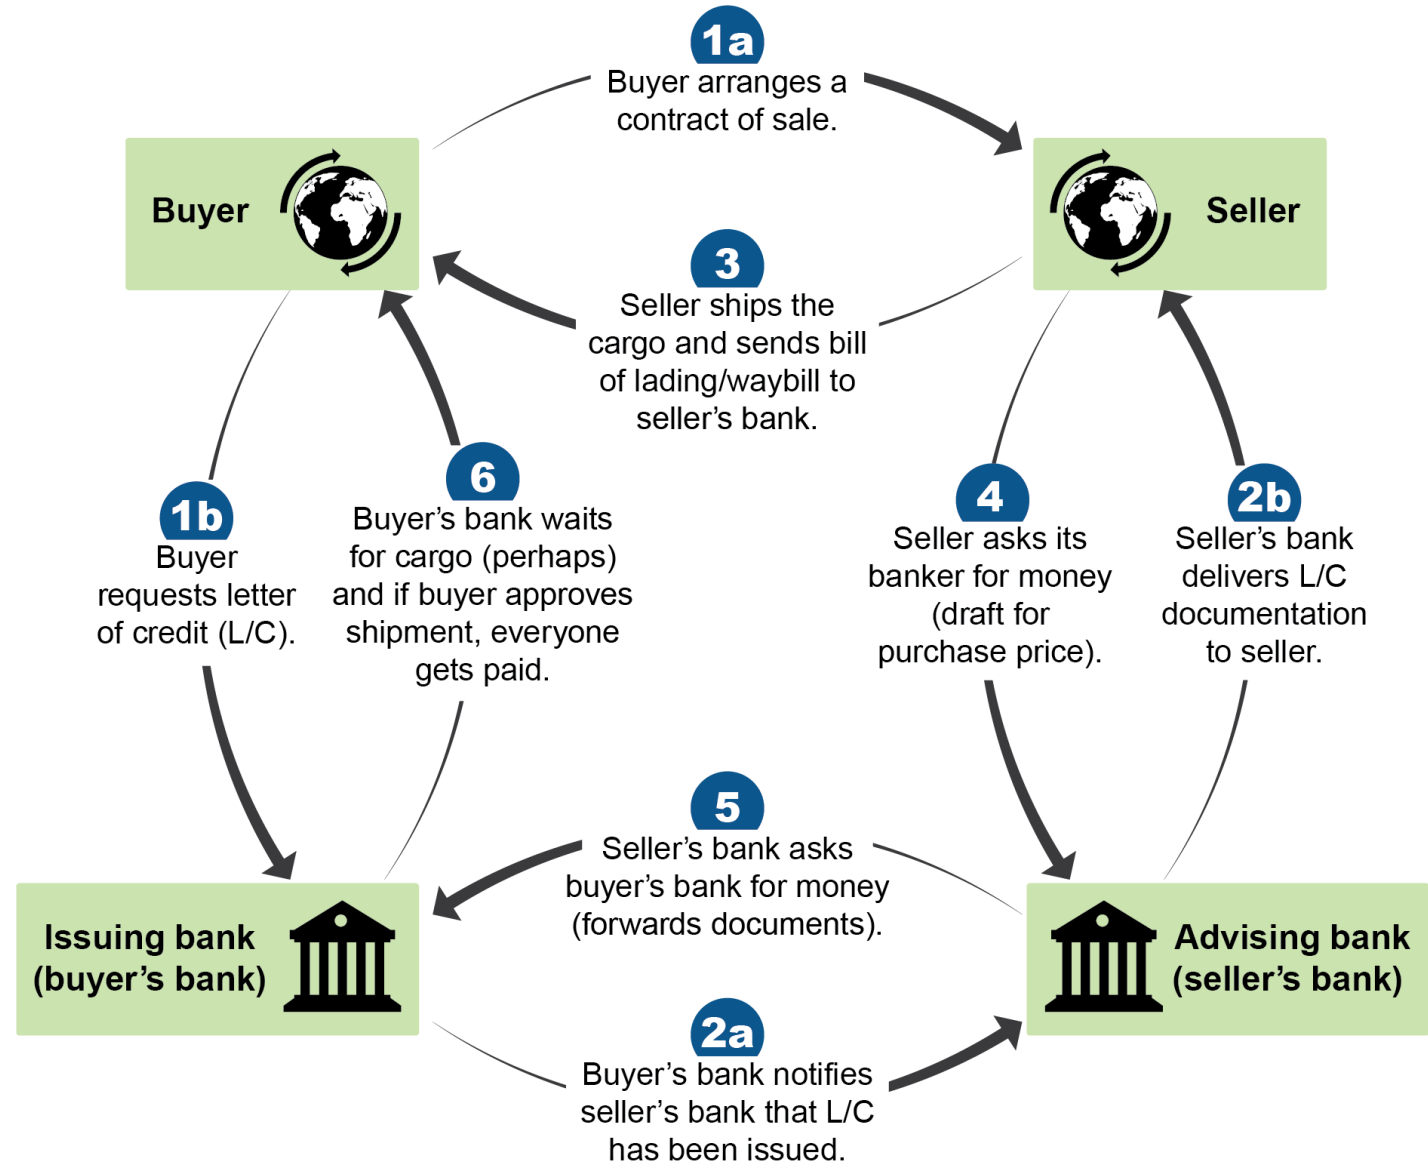 1a
Buyer arranges a
contract of sale.
Buyer
Seller
3
Seller ships the
cargo and sends bill
of lading/waybill to
seller’s bank.
1b
Buyer
requests letter
of credit (L/C).
6
Buyer’s bank waits
for cargo (perhaps)
and if buyer approves
shipment, everyone
gets paid.
4
Seller asks its
banker for money
(draft for
purchase price).
2b
Seller’s bank
delivers L/C
documentation
to seller.
5
Seller’s bank asks
buyer’s bank for money
(forwards documents).
Issuing bank
(buyer’s bank)
Advising bank
(seller’s bank)
2a
Buyer’s bank notifies
seller’s bank that L/C
has been issued.